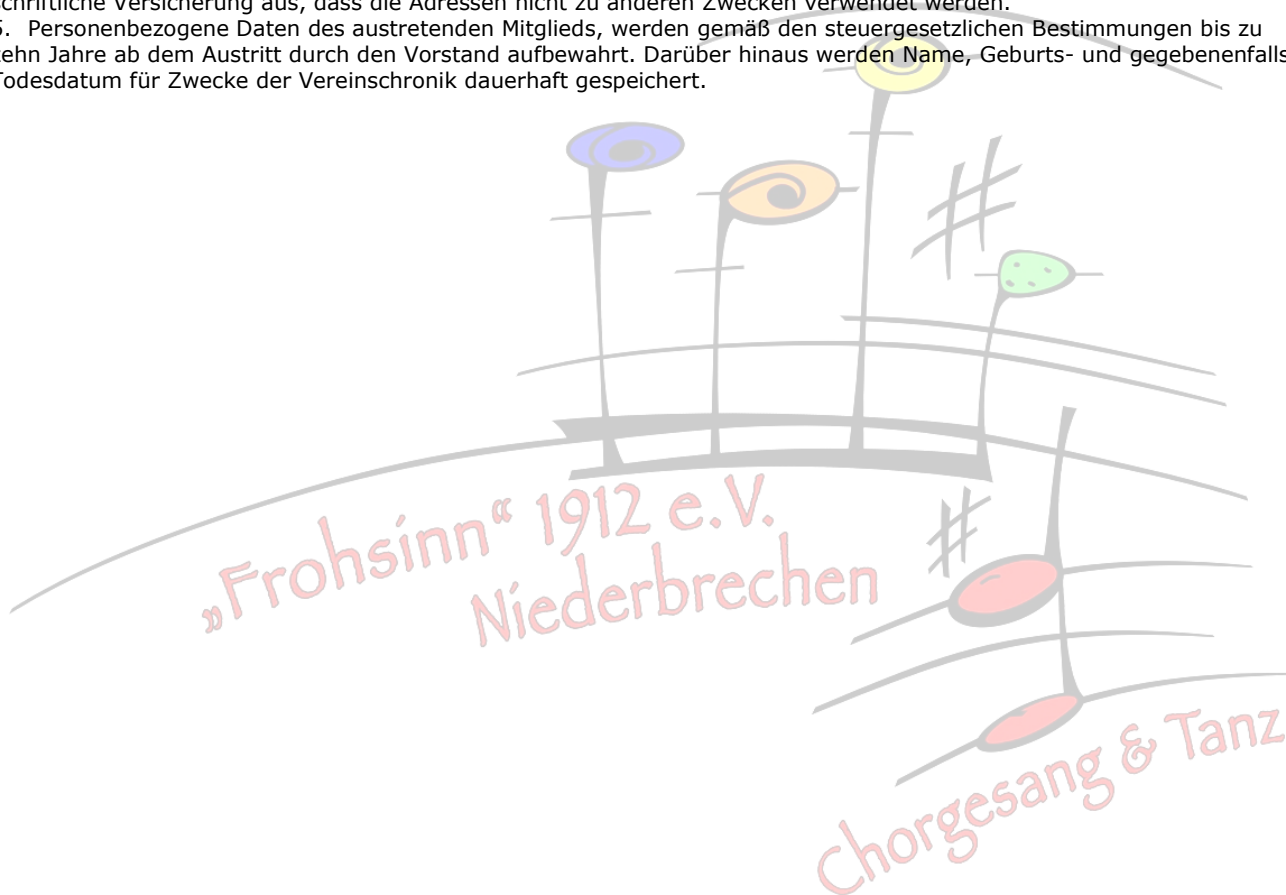 schriftliche Versicherung aus, dass die Adressen nicht zu anderen Zwecken verwendet werden.
5. Personenbezogene Daten des austretenden Mitglieds, werden gemäß den steuergesetzlichen Bestimmungen bis zu
zehn Jahre ab dem Austritt durch den Vorstand aufbewahrt. Darüber hinaus werden Name, Geburts- und gegebenenfalls
Todesdatum für Zwecke der Vereinschronik dauerhaft gespeichert.
„Frohsinn“ 1912 e.V.
Niederbrechen
Chorgesang & Tanz